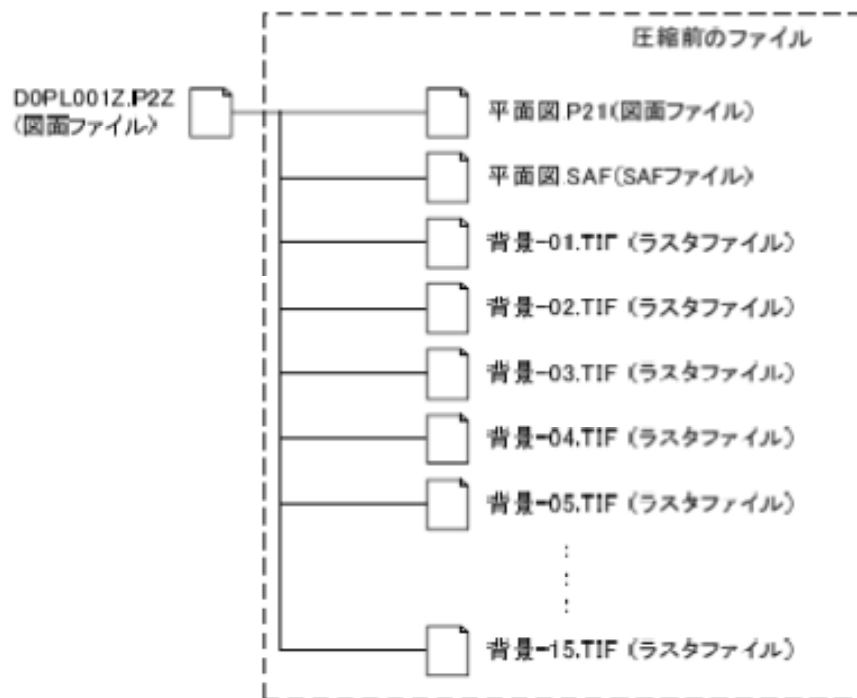 圧縮前のファイル
D0PL001Z.P2Z
(図面ファイル)
平面図.P21(図面ファイル)
平面図.SAF(SAFファイル)
背景-01.TIF (ラスタファイル)
背景-02.TIF (ラスタファイル)
背景-03.TIF (ラスタファイル)
背景-04.TIF (ラスタファイル)
背景-05.TIF (ラスタファイル)
背景-15.TIF (ラスタファイル)